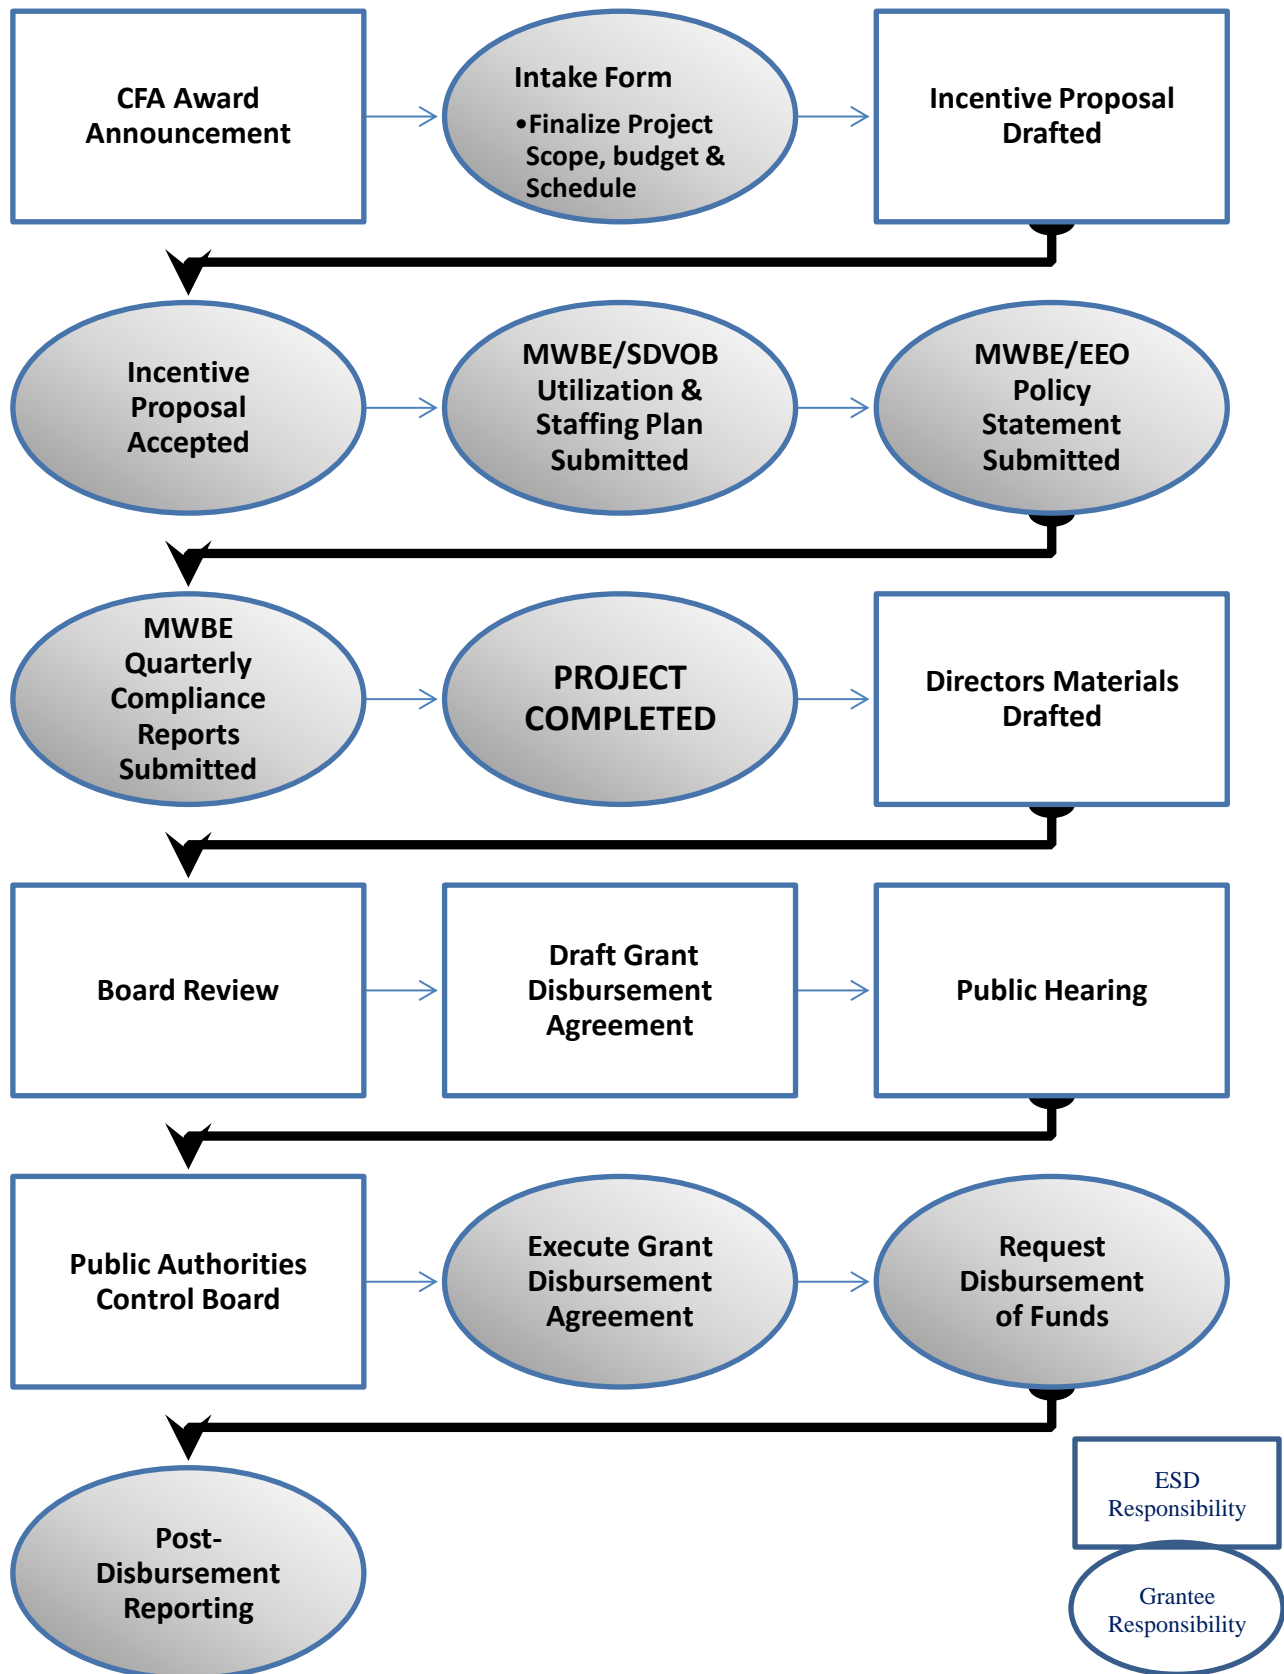 CFA Award
Announcement
Intake Form
•Finalize Project
Scope, budget &
Schedule
Incentive Proposal
Drafted
Incentive
Proposal
Accepted
MWBE/SDVOB
Utilization &
Staffing Plan
Submitted
MWBE/EEO
Policy
Statement
Submitted
MWBE
Quarterly
Compliance
Reports
Submitted
PROJECT
COMPLETED
Directors Materials
Drafted
Board Review
Draft Grant
Disbursement
Agreement
Public Hearing
Public Authorities
Control Board
Execute Grant
Disbursement
Agreement
Request
Disbursement
of Funds
Post-
Disbursement
Reporting
ESD
Responsibility
Grantee
Responsibility